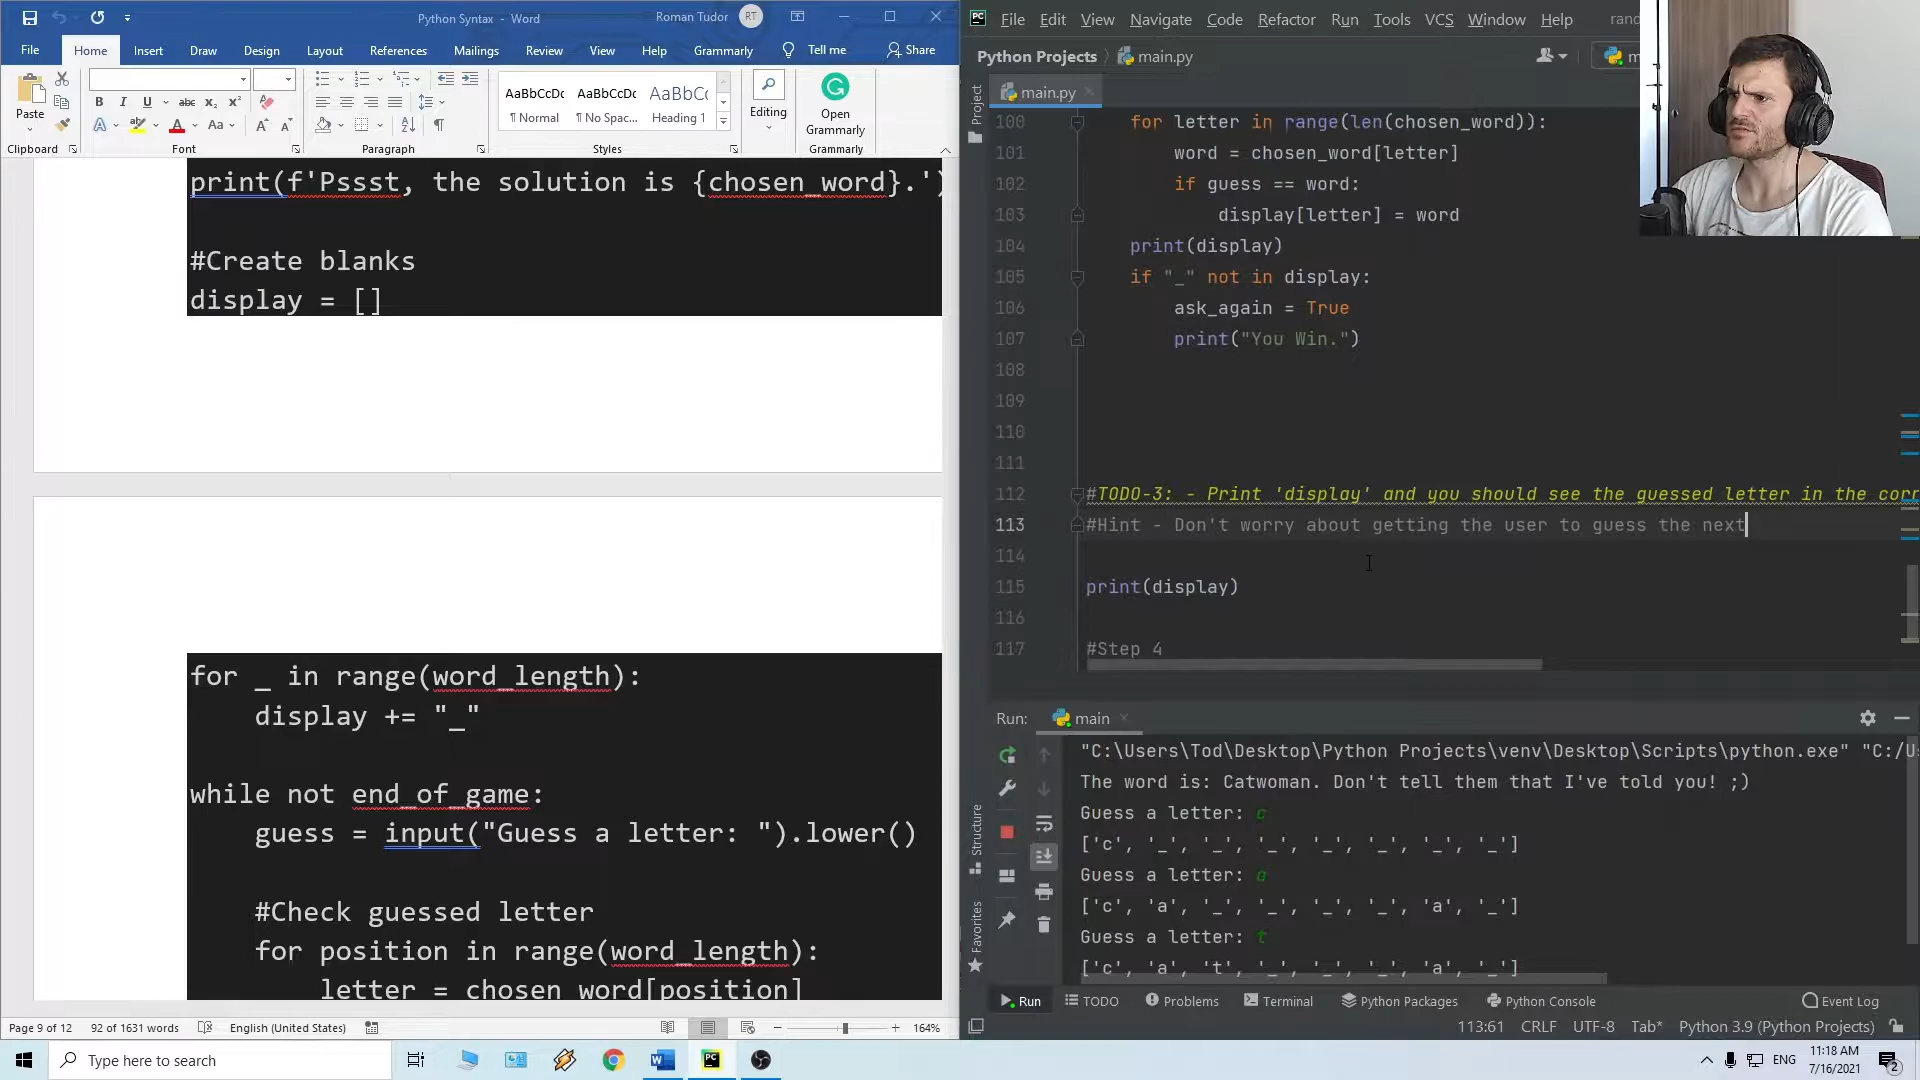 Python Syntax - Word
Roman Tudor
RT
File
Home
Insert
Draw
Design
Layout
References
Mailings
Review
View
Help
Grammarly
Tell me
Share
Paste
Clipboard
B I U abc x₂ x²
A Aa A A
Font
Paragraph
AaBbCcDc AaBbCcDc AaBbCc
¶ Normal ¶ No Spac... Heading 1
Styles
Editing
Open
Grammarly
Grammarly
print(f'Pssst, the solution is {chosen_word}.')
#Create blanks
display = []
for _ in range(word_length):
display += "_"
while not end_of_game:
guess = input("Guess a letter: ").lower()
#Check guessed letter
for position in range(word_length):
letter = chosen_word[position]
Page 9 of 12
92 of 1631 words
English (United States)
164%
PC
File Edit View Navigate Code Refactor Run Tools VCS Window Help
Python Projects
main.py
main.py
Project
100 for letter in range(len(chosen_word)):
101 word = chosen_word[letter]
102 if guess == word:
103 display[letter] = word
104 print(display)
105 if "_" not in display:
106 ask_again = True
107 print("You Win.")
108
109
110
111
112 #TODO-3: - Print 'display' and you should see the guessed letter in the corr
113 #Hint - Don't worry about getting the user to guess the next
114
115 print(display)
116
117 #Step 4
Run:
main
"C:\Users\Tod\Desktop\Python Projects\venv\Desktop\Scripts\python.exe" "C:/U
The word is: Catwoman. Don't tell them that I've told you! ;)
Guess a letter: c
['c', '_', '_', '_', '_', '_', '_', '_']
Guess a letter: a
['c', 'a', '_', '_', '_', '_', 'a', '_']
Guess a letter: t
['c', 'a', 't', '_', '_', '_', 'a', '_']
Structure
Favorites
Run
TODO
Problems
Terminal
Python Packages
Python Console
Event Log
113:61
CRLF
UTF-8
Tab*
Python 3.9 (Python Projects)
Type here to search
ENG
11:18 AM
7/16/2021
2